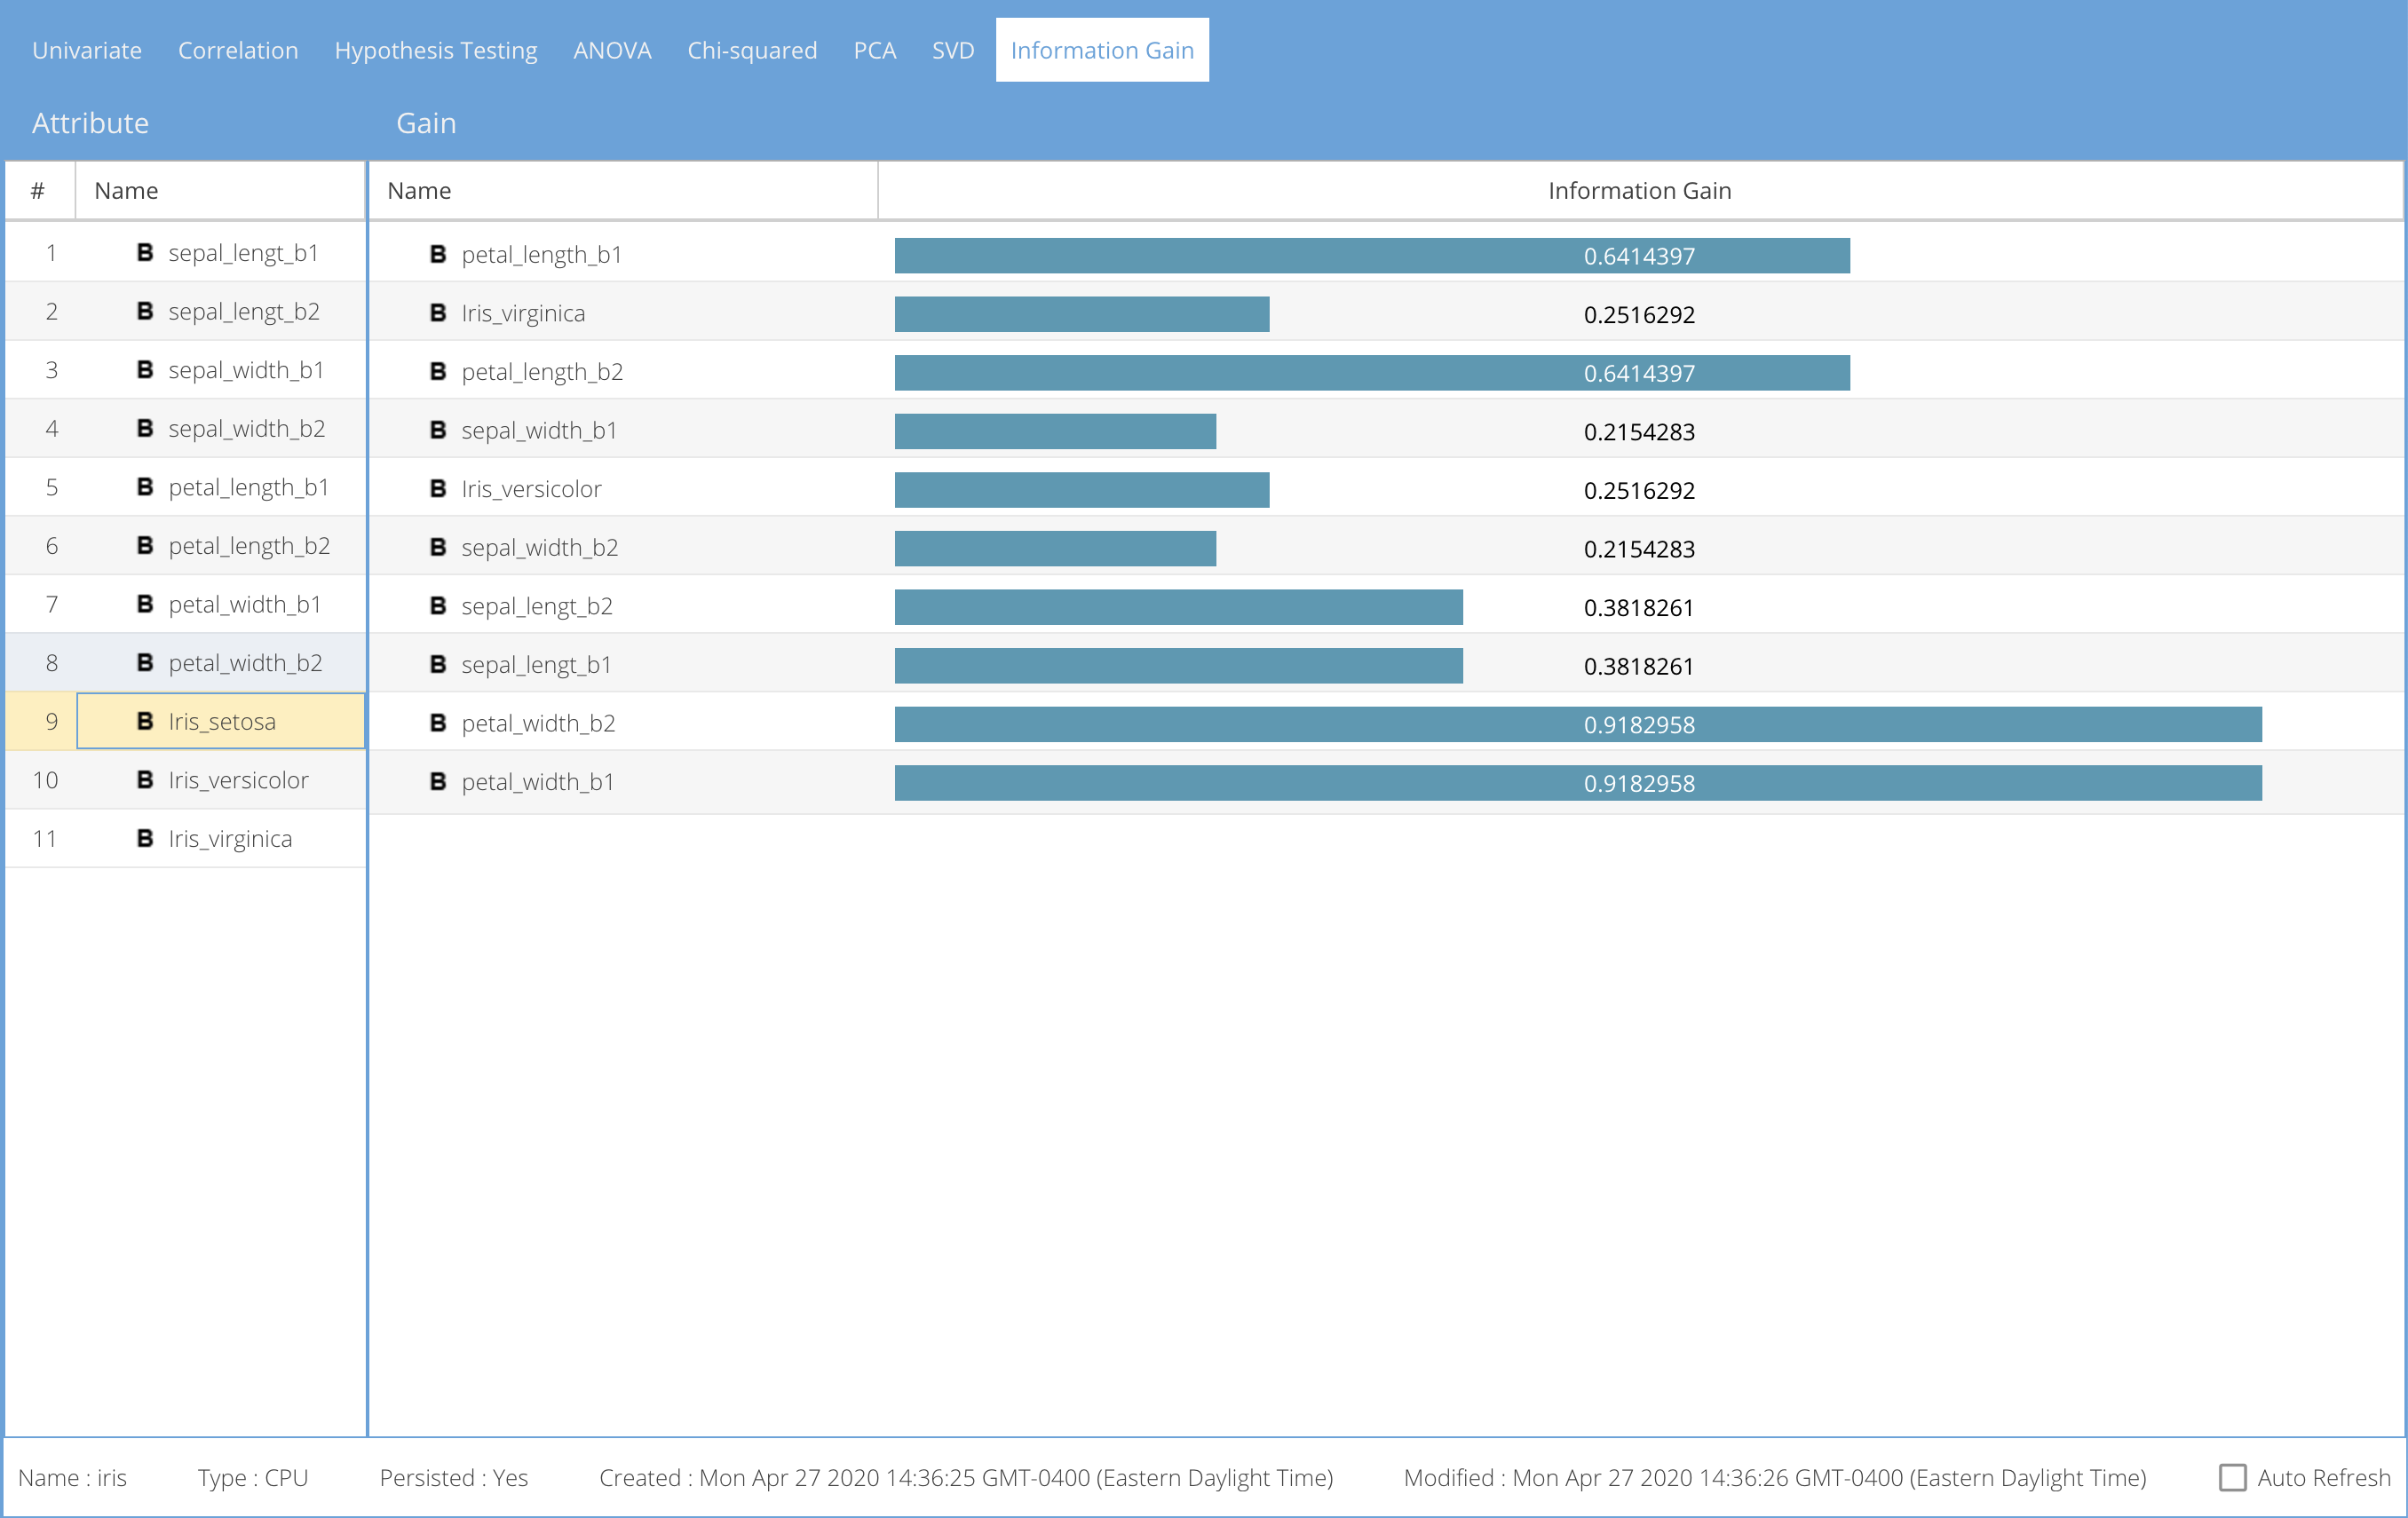 Univariate Correlation Hypothesis Testing ANOVA Chi-squared PCA SVD Information Gain
Attribute Gain
# Name Name Information Gain
1 B sepal_lengt_b1 B petal_length_b1 0.6414397
2 B sepal_lengt_b2 B Iris_virginica 0.2516292
3 B sepal_width_b1 B petal_length_b2 0.6414397
4 B sepal_width_b2 B sepal_width_b1 0.2154283
5 B petal_length_b1 B Iris_versicolor 0.2516292
6 B petal_length_b2 B sepal_width_b2 0.2154283
7 B petal_width_b1 B sepal_lengt_b2 0.3818261
8 B petal_width_b2 B sepal_lengt_b1 0.3818261
9 B Iris_setosa B petal_width_b2 0.9182958
10 B Iris_versicolor B petal_width_b1 0.9182958
11 B Iris_virginica
Name : iris Type : CPU Persisted : Yes Created : Mon Apr 27 2020 14:36:25 GMT-0400 (Eastern Daylight Time) Modified : Mon Apr 27 2020 14:36:26 GMT-0400 (Eastern Daylight Time) Auto Refresh